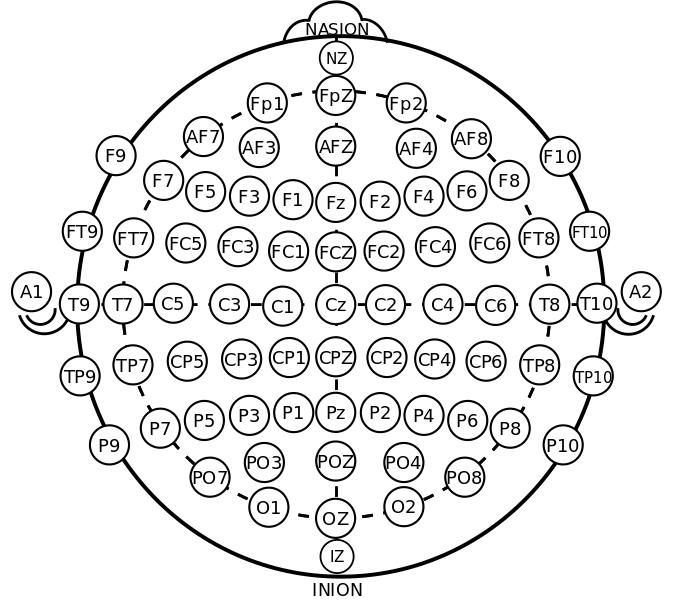 NASION
NZ
Fp1 FpZ Fp2
AF7 AF3 AFZ AF4 AF8
F9 F10
F7 F5 F3 F1 Fz F2 F4 F6 F8
FT9 FT7 FC5 FC3 FC1 FCZ FC2 FC4 FC6 FT8 FT10
A1 T9 T7 C5 C3 C1 Cz C2 C4 C6 T8 T10 A2
TP9 TP7 CP5 CP3 CP1 CPZ CP2 CP4 CP6 TP8 TP10
P9 P7 P5 P3 P1 Pz P2 P4 P6 P8 P10
PO7 PO3 POZ PO4 PO8
O1 OZ O2
IZ
INION